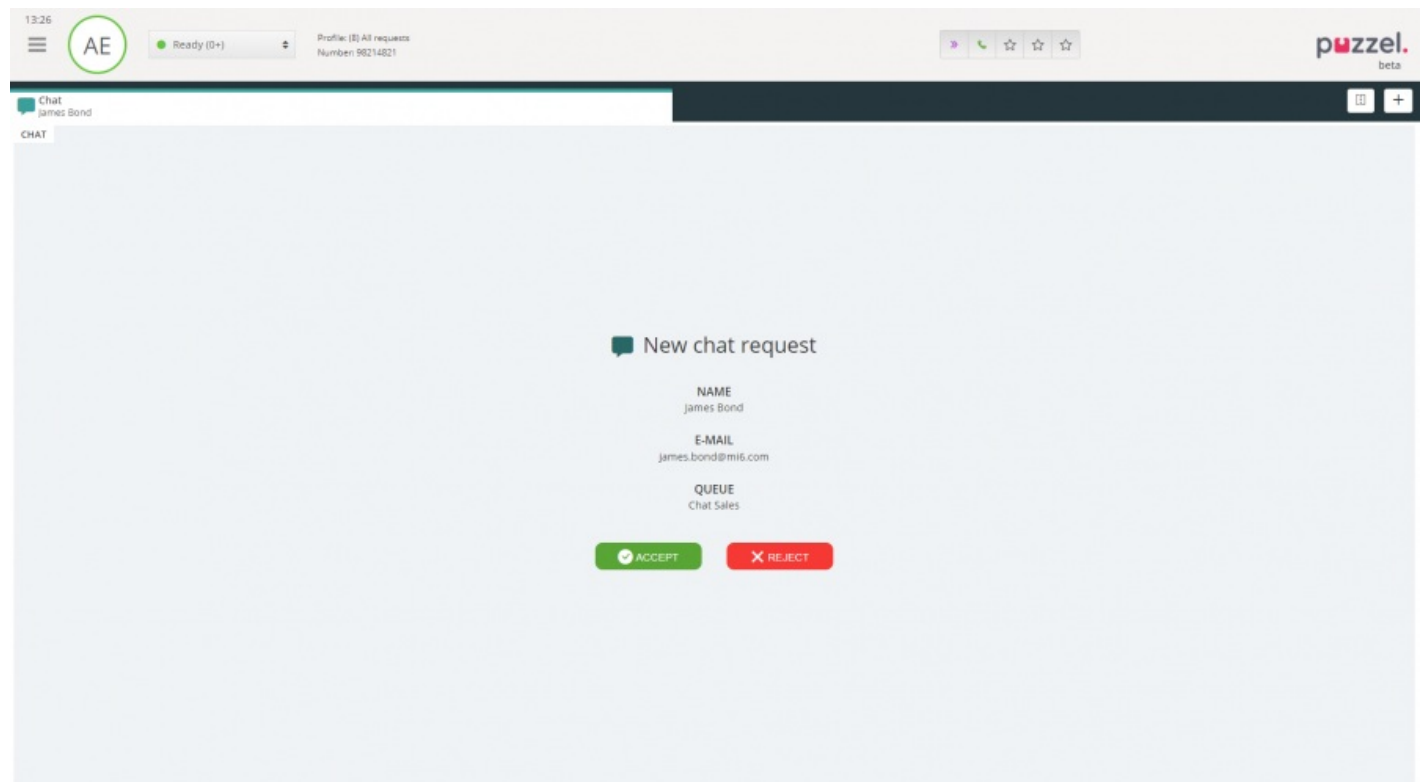 13:26
AE
Ready (0+)
Profile: (8) All requests
Number: 98214821
puzzel.
beta
Chat
James Bond
CHAT
New chat request
NAME
James Bond
E-MAIL
james.bond@mi6.com
QUEUE
Chat Sales
ACCEPT
REJECT